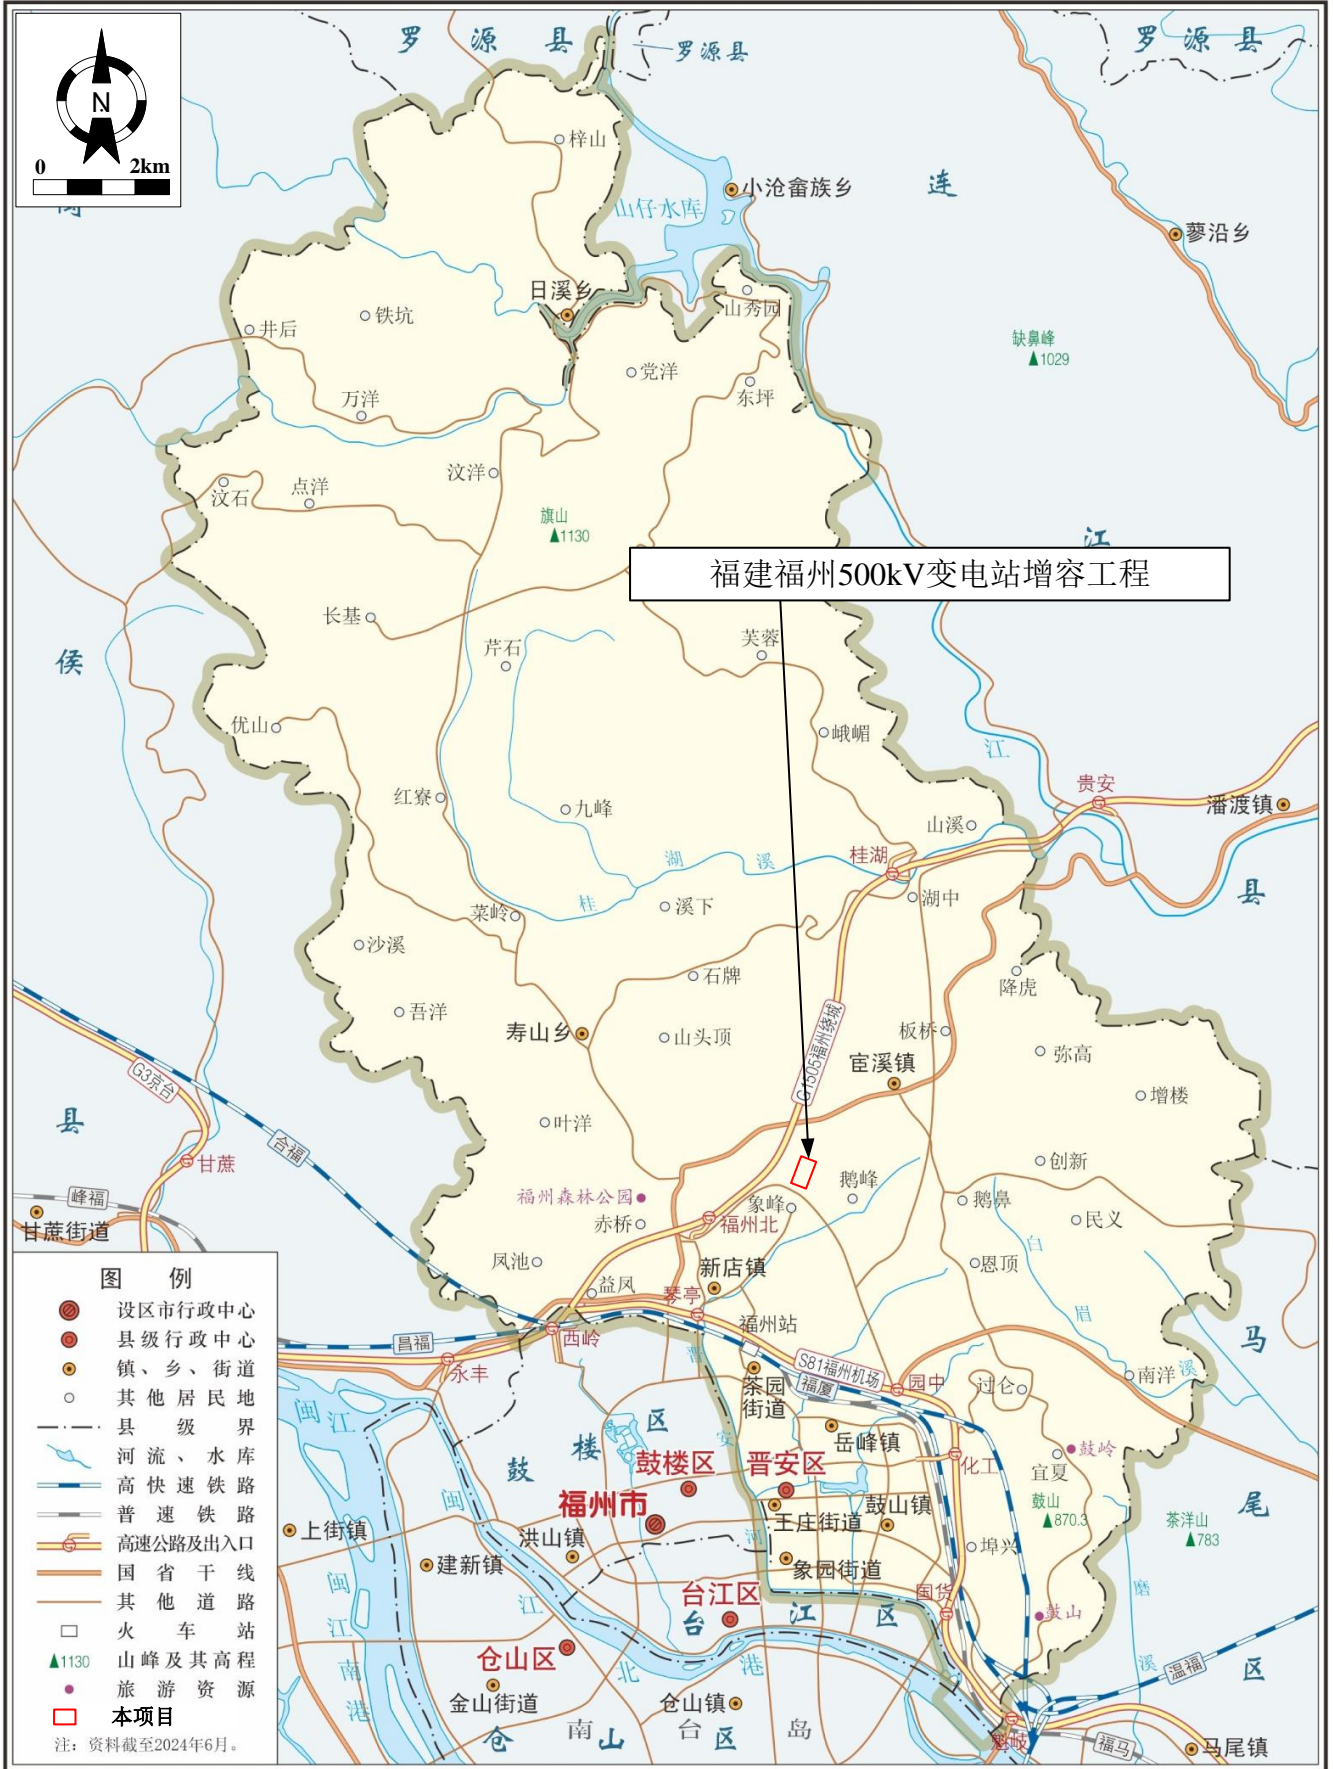 罗源县
罗源县
罗源县
N
0 2km
梓山
小沧畲族乡
连
山仔水库
蓼沿乡
日溪乡
山秀园
铁坑
井后
缺鼻峰
1029
党洋
东坪
万洋
汶洋
汶石
点洋
旗山
1130
江
福建福州500kV变电站增容工程
长基
芹石
芙蓉
侯
优山
峨嵋
江
贵安
红寮
九峰
山溪
潘渡镇
湖
溪
桂湖
桂
菜岭
溪下
湖中
县
沙溪
石牌
降虎
吾洋
寿山乡
山头顶
G1505福州绕城
板桥
宦溪镇
弥高
G3京台
增楼
县
叶洋
合福
甘蔗
创新
峰福
福州森林公园
鹅峰
象峰
鹅鼻
民义
甘蔗街道
赤桥
福州北
白
凤池
新店镇
恩顶
益凤
琴亭
眉
图例
设区市行政中心
县级行政中心
镇、乡、街道
其他居民地
县级界
河流、水库
高快速铁路
普速铁路
高速公路及出入口
国省干线
其他道路
火车站
1130 山峰及其高程
旅游资源
本项目
注：资料截至2024年6月。
昌福
西岭
福州站
马
永丰
晋
S81福州机场
福厦
园中
过仑
南洋
溪
茶园
街道
闽江
鼓楼区
安
岳峰镇
鼓岭
宜夏
鼓楼区
晋安区
化工
福州市
闽
鼓山镇
鼓山
870.3
尾
茶洋山
783
上街镇
洪山镇
王庄街道
河
建新镇
象园街道
埠兴
闽江南港
江
台江区
国货
磨
台江区
鼓山
仓山区
北
港
溪
温福
区
金山街道
仓山镇
仓山区
南台岛
魁岐
福马
马尾镇